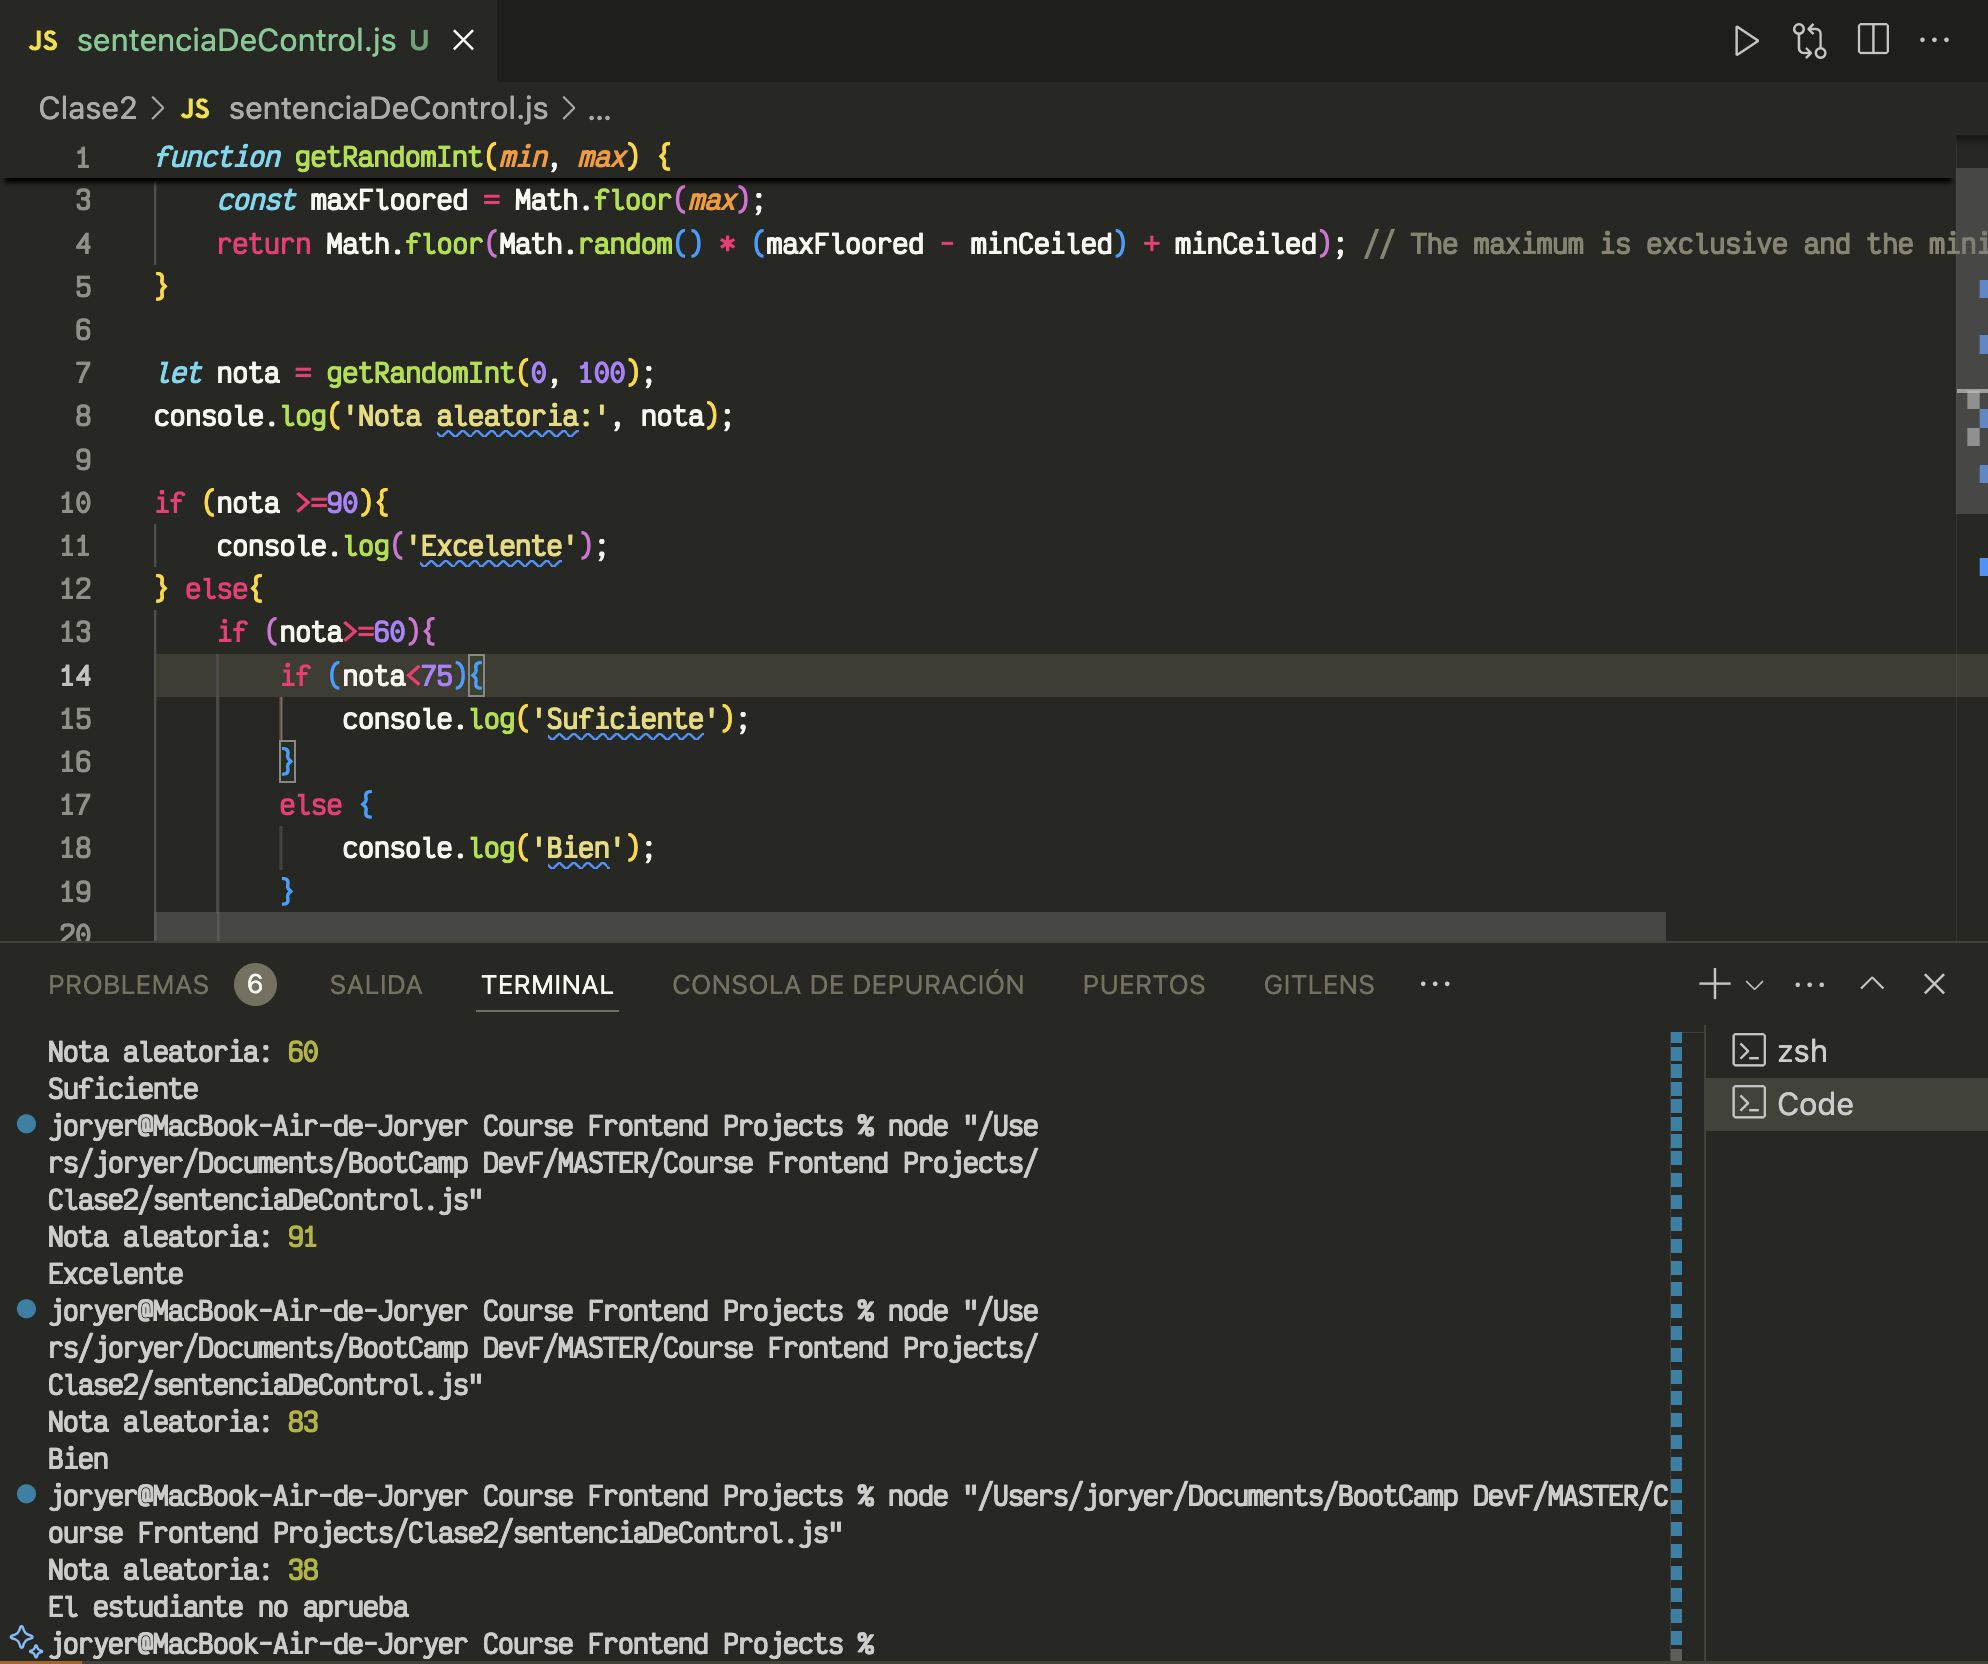 JS sentenciaDeControl.js U
Clase2 > JS sentenciaDeControl.js > ...
1 function getRandomInt(min, max) {
3 const maxFloored = Math.floor(max);
4 return Math.floor(Math.random() * (maxFloored - minCeiled) + minCeiled); // The maximum is exclusive and the mini
5 }
6
7 let nota = getRandomInt(0, 100);
8 console.log('Nota aleatoria:', nota);
9
10 if (nota >=90){
11 console.log('Excelente');
12 } else{
13 if (nota>=60){
14 if (nota<75){
15 console.log('Suficiente');
16 }
17 else {
18 console.log('Bien');
19 }
20
PROBLEMAS 6 SALIDA TERMINAL CONSOLA DE DEPURACIÓN PUERTOS GITLENS ...
zsh
Code
Nota aleatoria: 60
Suficiente
joryer@MacBook-Air-de-Joryer Course Frontend Projects % node "/Use
rs/joryer/Documents/BootCamp DevF/MASTER/Course Frontend Projects/
Clase2/sentenciaDeControl.js"
Nota aleatoria: 91
Excelente
joryer@MacBook-Air-de-Joryer Course Frontend Projects % node "/Use
rs/joryer/Documents/BootCamp DevF/MASTER/Course Frontend Projects/
Clase2/sentenciaDeControl.js"
Nota aleatoria: 83
Bien
joryer@MacBook-Air-de-Joryer Course Frontend Projects % node "/Users/joryer/Documents/BootCamp DevF/MASTER/C
ourse Frontend Projects/Clase2/sentenciaDeControl.js"
Nota aleatoria: 38
El estudiante no aprueba
joryer@MacBook-Air-de-Joryer Course Frontend Projects %